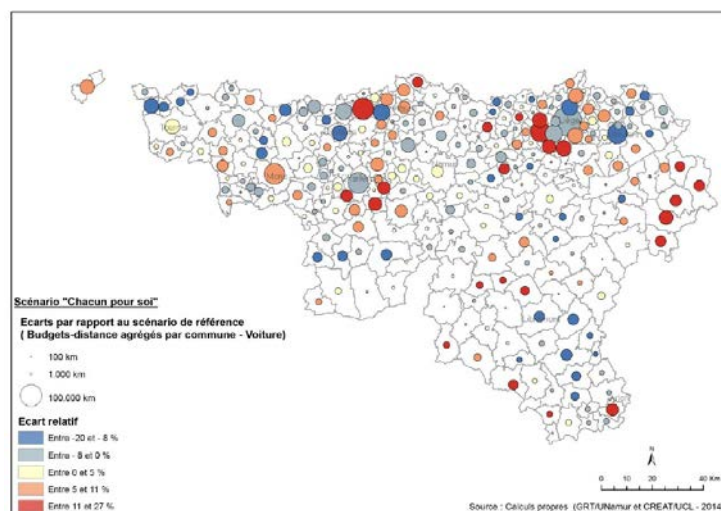 Tournai
Mons
Namur
Scénario "Chacun pour soi"
Ecarts par rapport au scénario de référence
( Budgets-distance agrégés par commune - Voiture)
100 km
1.000 km
100.000 km
Ecart relatif
Entre -20 et - 8 %
Entre - 8 et 0 %
Entre 0 et 5 %
Entre 5 et 11 %
Entre 11 et 27 %
N
0 10 20 40 Km
Source : Calculs propres (GRT/UNamur et CREAT/UCL - 2014